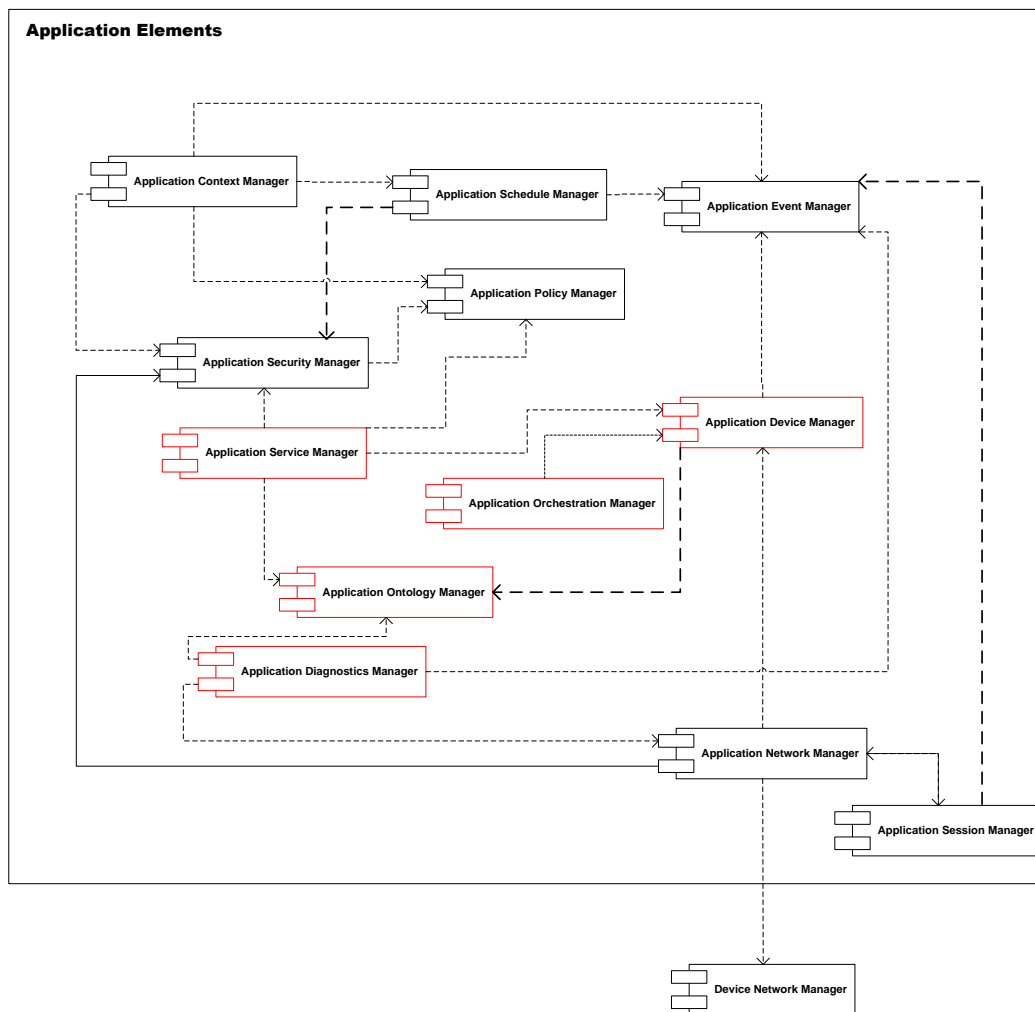 Application Elements
Application Context Manager
Application Schedule Manager
Application Event Manager
Application Policy Manager
Application Security Manager
Application Device Manager
Application Service Manager
Application Orchestration Manager
Application Ontology Manager
Application Diagnostics Manager
Application Network Manager
Application Session Manager
Device Network Manager